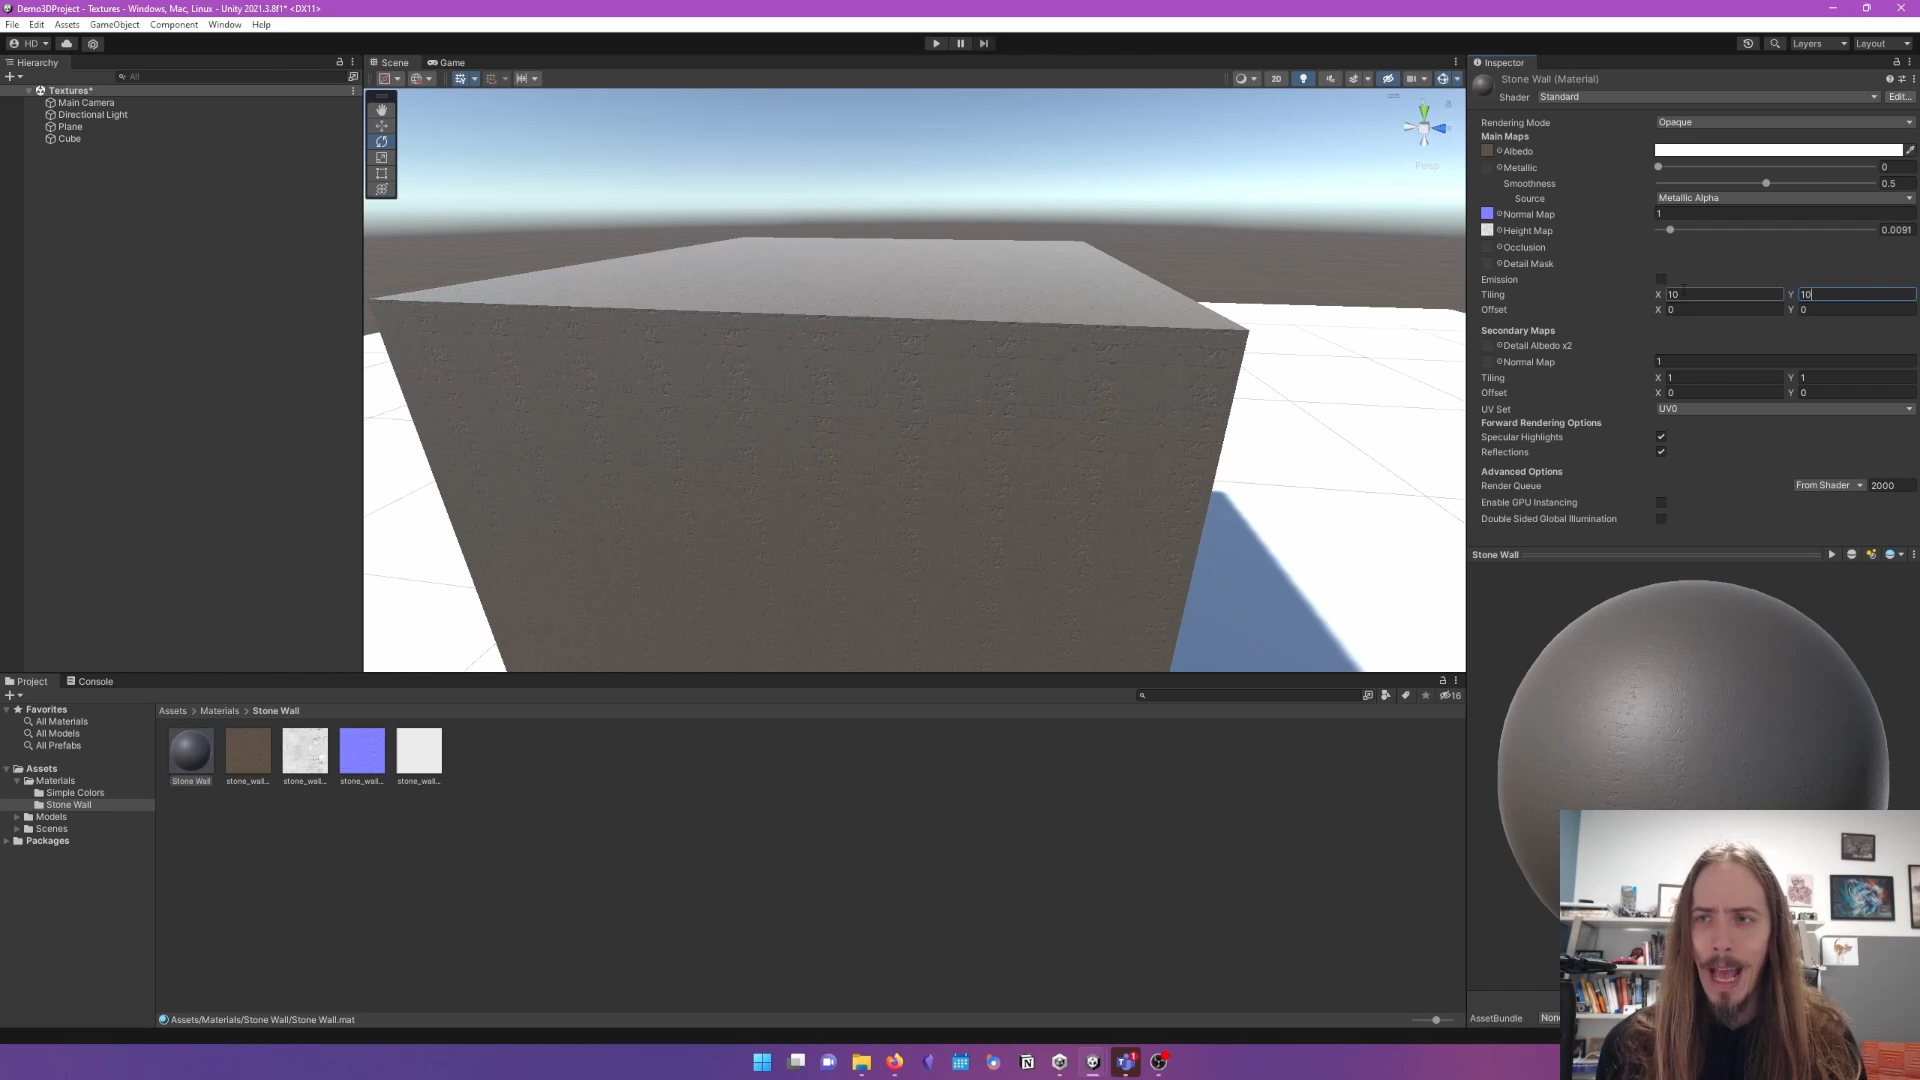 Demo3DProject - Textures - Windows, Mac, Linux - Unity 2021.3.8f1* <DX11>
File Edit Assets GameObject Component Window Help
HD
Layers
Layout
Hierarchy
All
Textures*
Main Camera
Directional Light
Plane
Cube
Scene Game
2D
Persp
Inspector
Stone Wall (Material)
Shader Standard Edit...
Rendering Mode Opaque
Main Maps
Albedo
Metallic 0
Smoothness 0.5
Source Metallic Alpha
Normal Map 1
Height Map 0.0091
Occlusion
Detail Mask
Emission
Tiling X 10 Y 10
Offset X 0 Y 0
Secondary Maps
Detail Albedo x2
Normal Map 1
Tiling X 1 Y 1
Offset X 0 Y 0
UV Set UV0
Forward Rendering Options
Specular Highlights
Reflections
Advanced Options
Render Queue From Shader 2000
Enable GPU Instancing
Double Sided Global Illumination
Stone Wall
AssetBundle None
Project Console
16
Favorites
All Materials
All Models
All Prefabs
Assets
Materials
Simple Colors
Stone Wall
Models
Scenes
Packages
Assets > Materials > Stone Wall
Stone Wall stone_wall... stone_wall... stone_wall... stone_wall...
Assets/Materials/Stone Wall/Stone Wall.mat